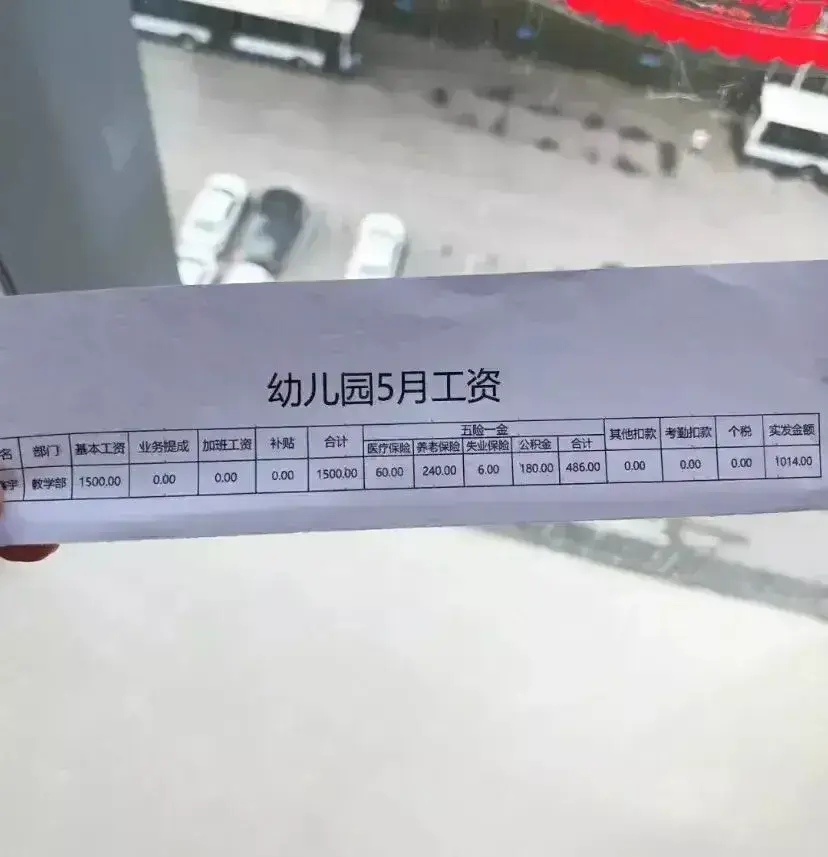 幼儿园5月工资
名 部门 基本工资 业务提成 加班工资 补贴 合计 五险一金 其他扣款 考勤扣款 个税 实发金额
医疗保险 养老保险 失业保险 公积金 合计
宇 教学部 1500.00 0.00 0.00 0.00 1500.00 60.00 240.00 6.00 180.00 486.00 0.00 0.00 0.00 1014.00